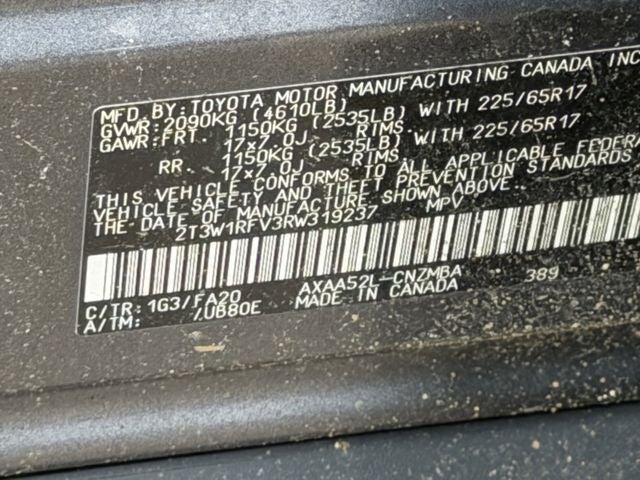 MFD. BY: TOYOTA MOTOR MANUFACTURING CANADA INC
GVWR: 2090KG (4610LB)
GAWR: FRT. 1150KG (2535LB) WITH 225/65R17
17x7.0J RIMS.
RR. 1150KG (2535LB) WITH 225/65R17
17x7.0J RIMS.
THIS VEHICLE CONFORMS TO ALL APPLICABLE FEDERA
VEHICLE SAFETY AND THEFT PREVENTION STANDARDS
THE DATE OF MANUFACTURE SHOWN ABOVE.
2T3W1RFV3RW319237 MPV
C/TR: 1G3/FA20 AXAA52L-CNZMBA 389
A/TM: /UB80E MADE IN CANADA